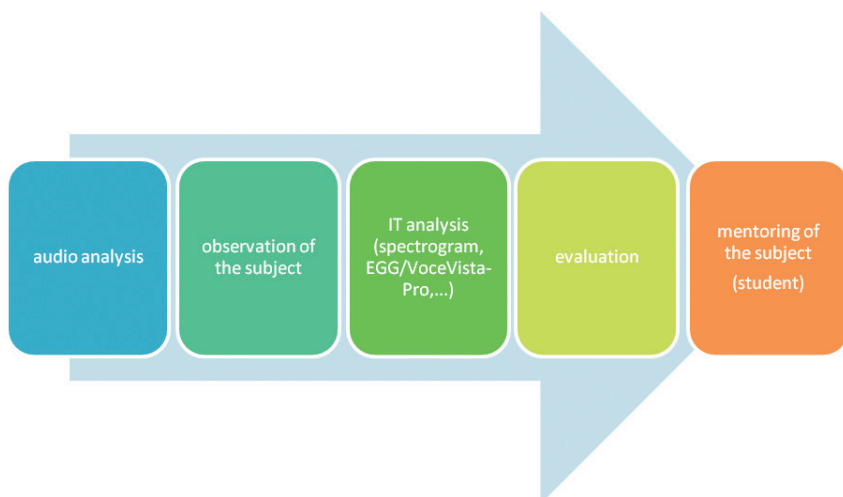 audio analysis
observation of
the subject
IT analysis
(spectrogram,
EGG/VoceVista-
Pro,...)
evaluation
mentoring of
the subject
(student)